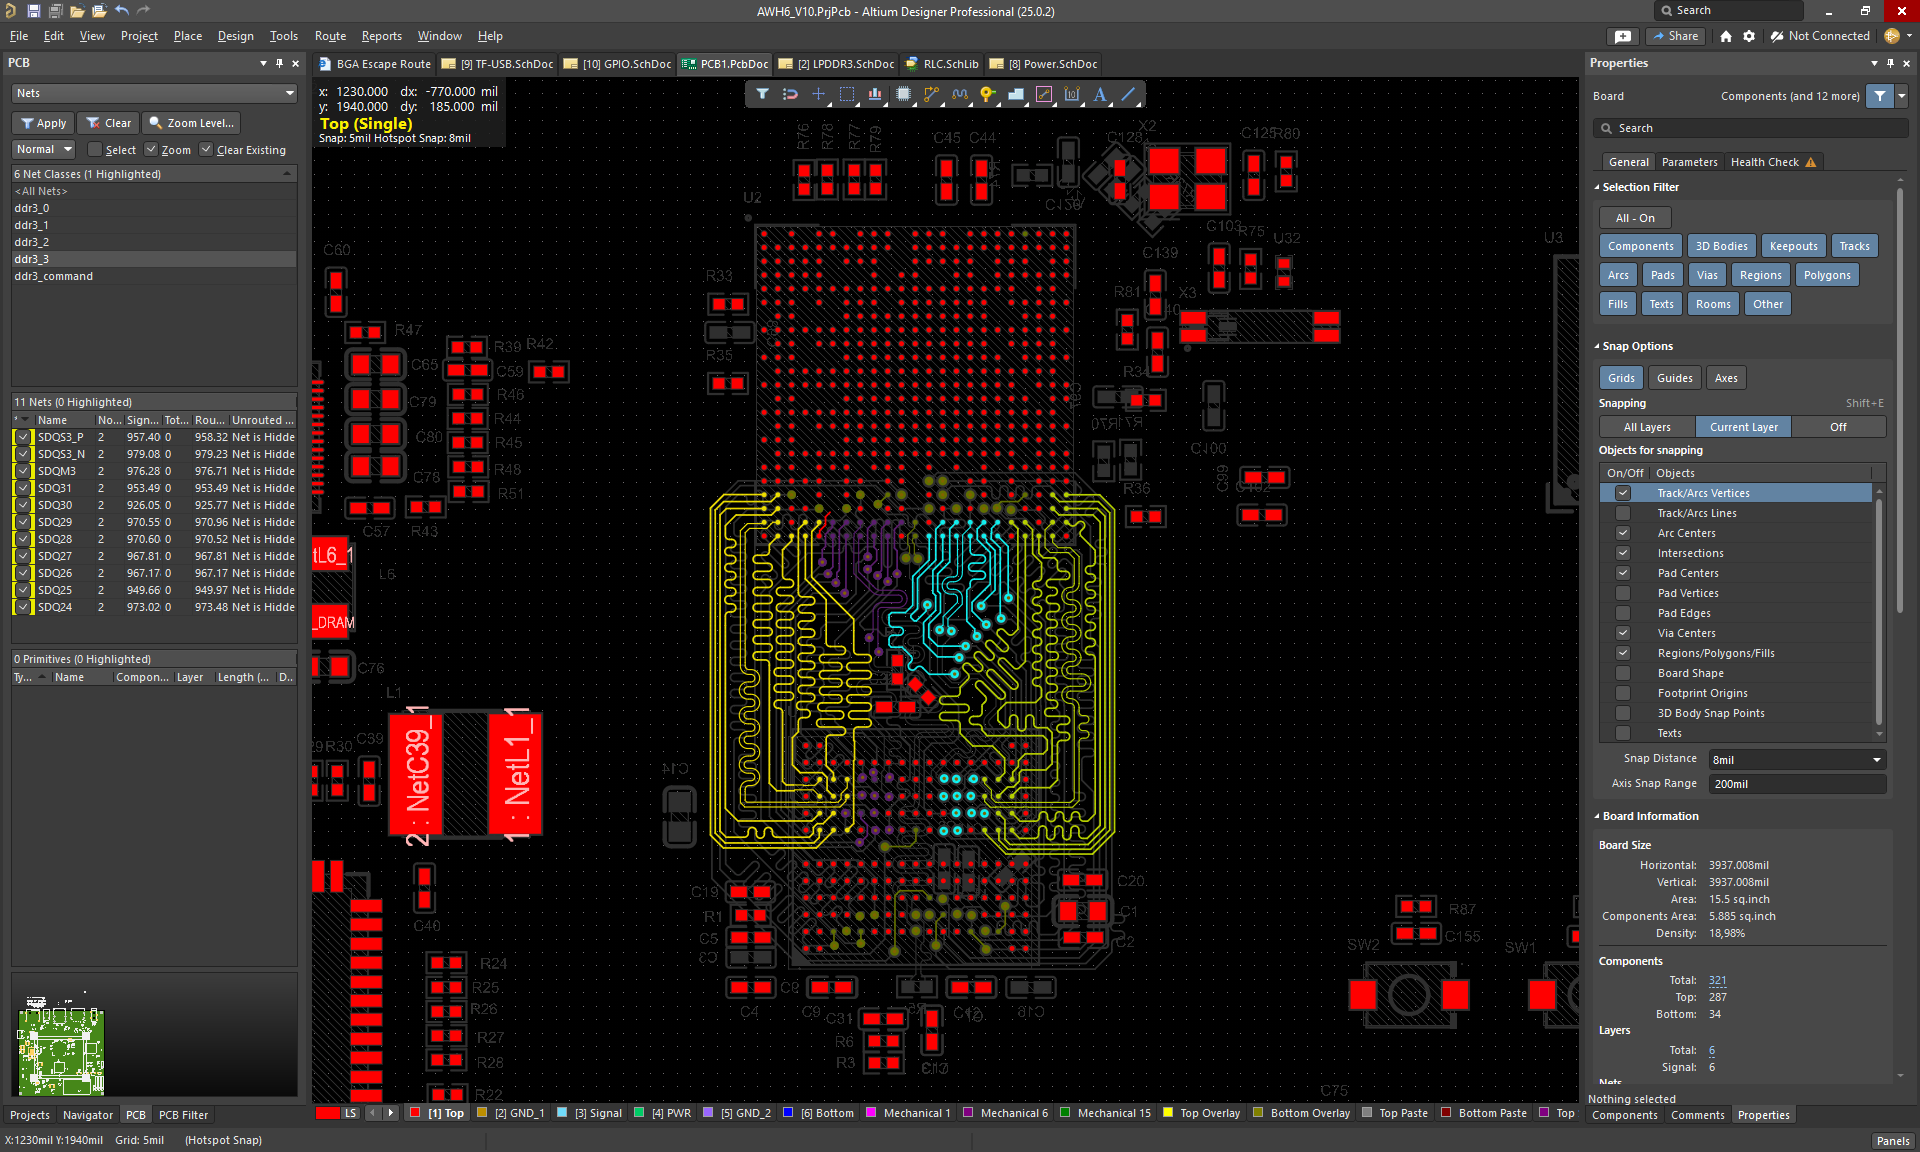 AWH6_V10.PrjPcb - Altium Designer Professional (25.0.2)
Search
File Edit View Project Place Design Tools Route Reports Window Help
Share
Not Connected
PCB
BGA Escape Route
[9] TF-USB.SchDoc
[10] GPIO.SchDoc
PCB1.PcbDoc
[2] LPDDR3.SchDoc
RLC.SchLib
[8] Power.SchDoc
Properties
Nets
Apply Clear Zoom Level...
Normal Select Zoom Clear Existing
6 Net Classes (1 Highlighted)
<All Nets>
ddr3_0
ddr3_1
ddr3_2
ddr3_3
ddr3_command
11 Nets (0 Highlighted)
* Name No... Sign... Tot... Rou... Unrouted ...
SDQS3_P 2 957.40 0 958.32 Net is Hidde
SDQS3_N 2 979.08 0 979.23 Net is Hidde
SDQM3 2 976.28 0 976.71 Net is Hidde
SDQ31 2 953.49 0 953.49 Net is Hidde
SDQ30 2 926.05 0 925.77 Net is Hidde
SDQ29 2 970.55 0 970.96 Net is Hidde
SDQ28 2 970.60 0 970.52 Net is Hidde
SDQ27 2 967.81 0 967.81 Net is Hidde
SDQ26 2 967.17 0 967.17 Net is Hidde
SDQ25 2 949.66 0 949.97 Net is Hidde
SDQ24 2 973.02 0 973.48 Net is Hidde
0 Primitives (0 Highlighted)
Ty... Name Compon... Layer Length (... D..
Projects Navigator PCB PCB Filter
x: 1230.000 dx: -770.000 mil
y: 1940.000 dy: 185.000 mil
Top (Single)
Snap: 5mil Hotspot Snap: 8mil
R76
R78
R77
R79
C45
C44
C128
X2
C125
R80
U2
C126
C103
R75
U32
U3
C60
C139
R33
R81
X3
R47
R39
R42
C65
C59
R35
R34
R46
C79
R44
R71
R70
C100
C80
R45
C78
R48
C99
R51
R36
C102
C57
R43
tL6_1
L6
_DRAM
C76
L1
2 : NetC39_1
1 : NetL1_1
R30
C39
C14
C40
C19
C20
R1
C1
C5
C2
C3
R87
C155
SW2
SW1
R24
R25
C4
C9
C12
C16
R26
C31
R27
R6
R28
R3
C13
R22
C75
LS
[1] Top
[2] GND_1
[3] Signal
[4] PWR
[5] GND_2
[6] Bottom
Mechanical 1
Mechanical 6
Mechanical 15
Top Overlay
Bottom Overlay
Top Paste
Bottom Paste
Top
Board Components (and 12 more)
Search
General Parameters Health Check
Selection Filter
All - On
Components 3D Bodies Keepouts Tracks
Arcs Pads Vias Regions Polygons
Fills Texts Rooms Other
Snap Options
Grids Guides Axes
Snapping Shift+E
All Layers Current Layer Off
Objects for snapping
On/Off Objects
Track/Arcs Vertices
Track/Arcs Lines
Arc Centers
Intersections
Pad Centers
Pad Vertices
Pad Edges
Via Centers
Regions/Polygons/Fills
Board Shape
Footprint Origins
3D Body Snap Points
Texts
Snap Distance 8mil
Axis Snap Range 200mil
Board Information
Board Size
Horizontal: 3937.008mil
Vertical: 3937.008mil
Area: 15.5 sq.inch
Components Area: 5.885 sq.inch
Density: 18,98%
Components
Total: 321
Top: 287
Bottom: 34
Layers
Total: 6
Signal: 6
Nets
Nothing selected
Components Comments Properties
X:1230mil Y:1940mil Grid: 5mil (Hotspot Snap)
Panels